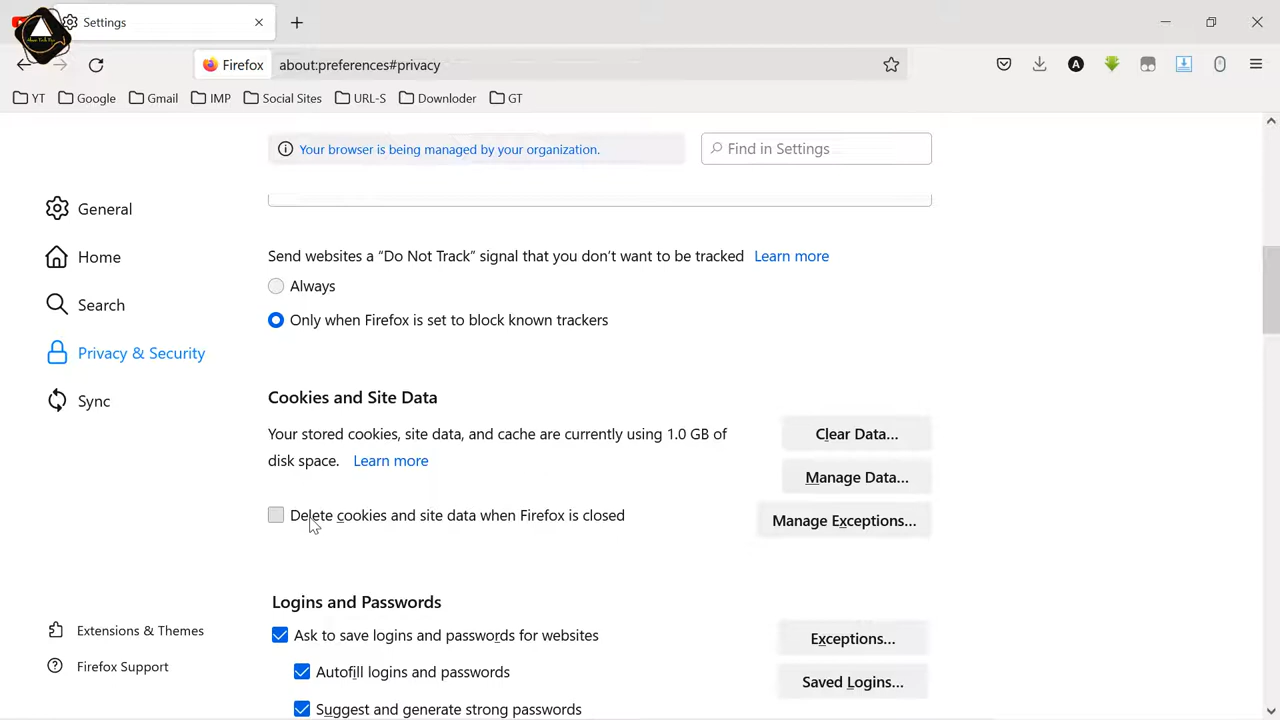 Settings
Firefox
about:preferences#privacy
YT
Google
Gmail
IMP
Social Sites
URL-S
Downloder
GT
Your browser is being managed by your organization.
Find in Settings
General
Home
Search
Privacy & Security
Sync
Extensions & Themes
Firefox Support
Send websites a “Do Not Track” signal that you don’t want to be tracked Learn more
Always
Only when Firefox is set to block known trackers
Cookies and Site Data
Your stored cookies, site data, and cache are currently using 1.0 GB of
disk space. Learn more
Clear Data...
Manage Data...
Delete cookies and site data when Firefox is closed
Manage Exceptions...
Logins and Passwords
Ask to save logins and passwords for websites
Exceptions...
Autofill logins and passwords
Saved Logins...
Suggest and generate strong passwords